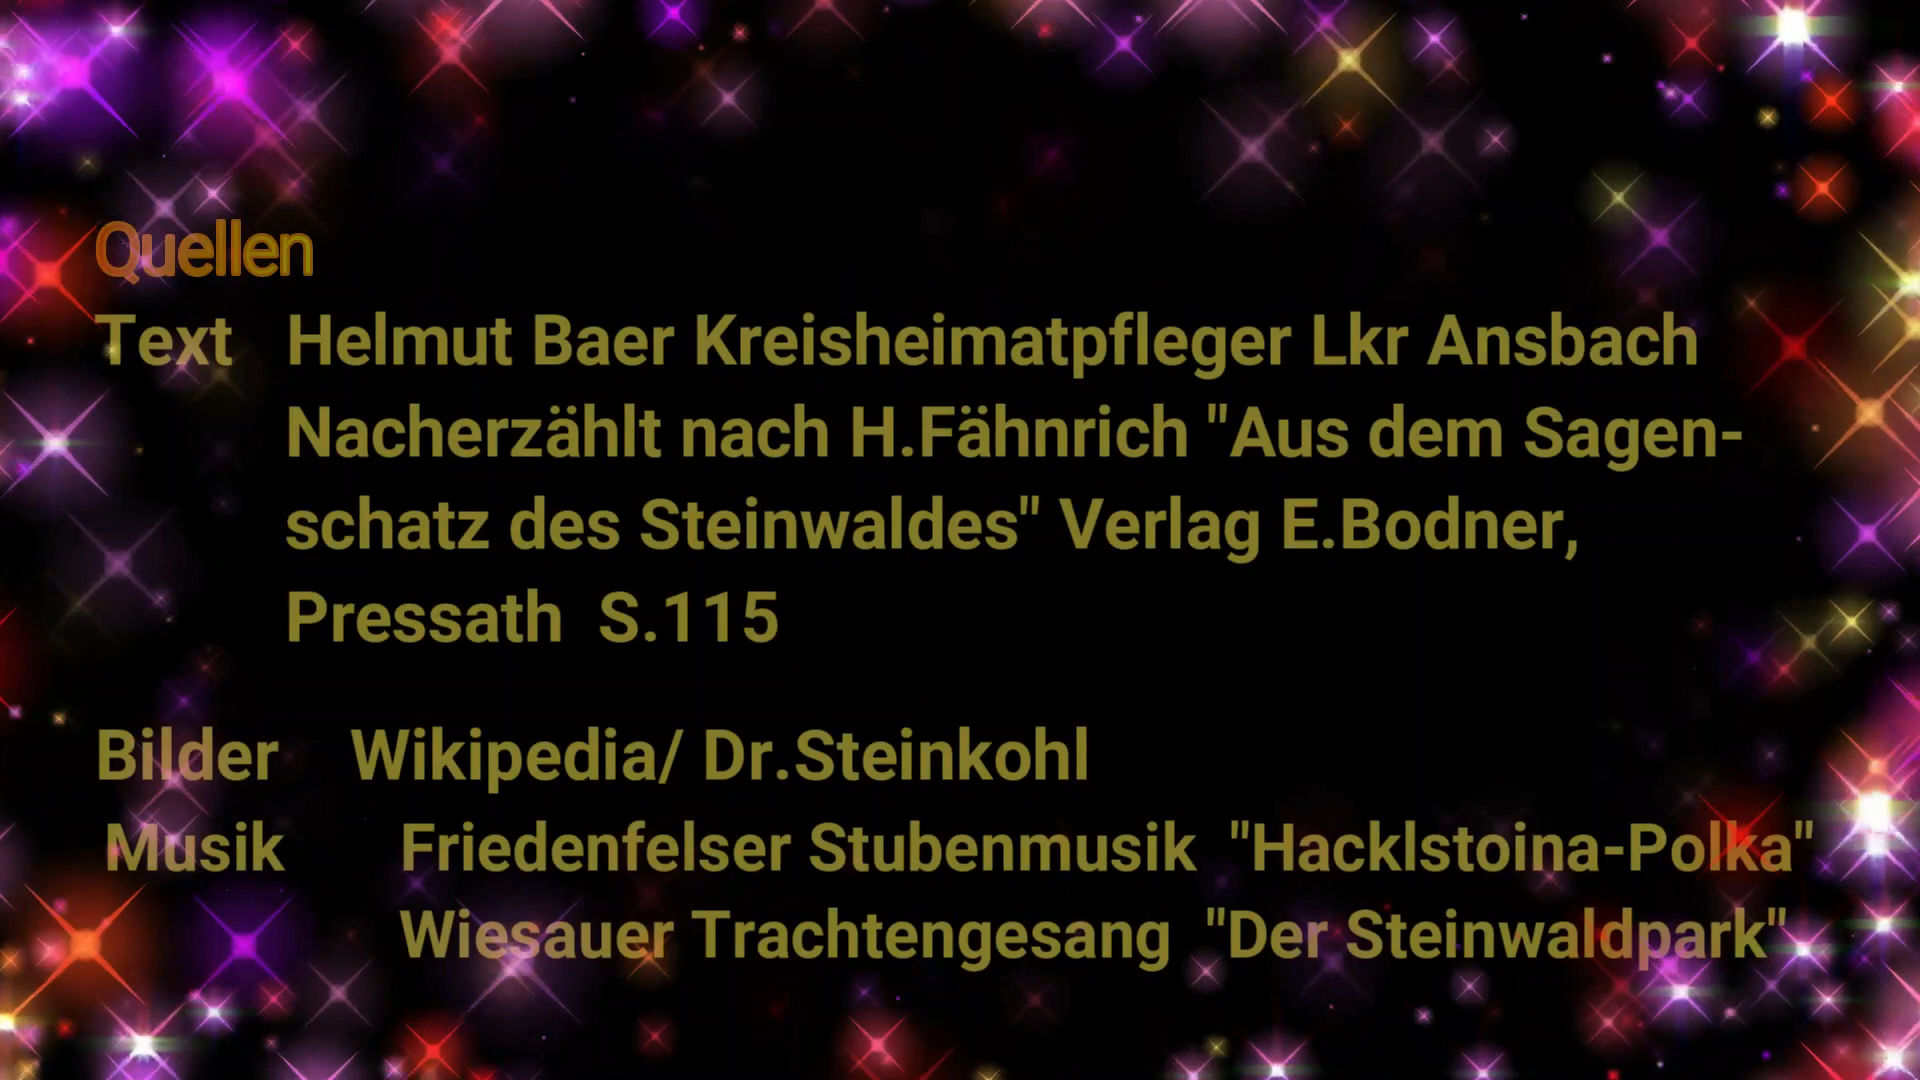 Quellen
Text Helmut Baer Kreisheimatpfleger Lkr Ansbach
Nacherzählt nach H.Fähnrich "Aus dem Sagen-
schatz des Steinwaldes" Verlag E.Bodner,
Pressath S.115
Bilder Wikipedia/ Dr.Steinkohl
Musik Friedenfelser Stubenmusik "Hacklstoina-Polka"
Wiesauer Trachtengesang "Der Steinwaldpark"